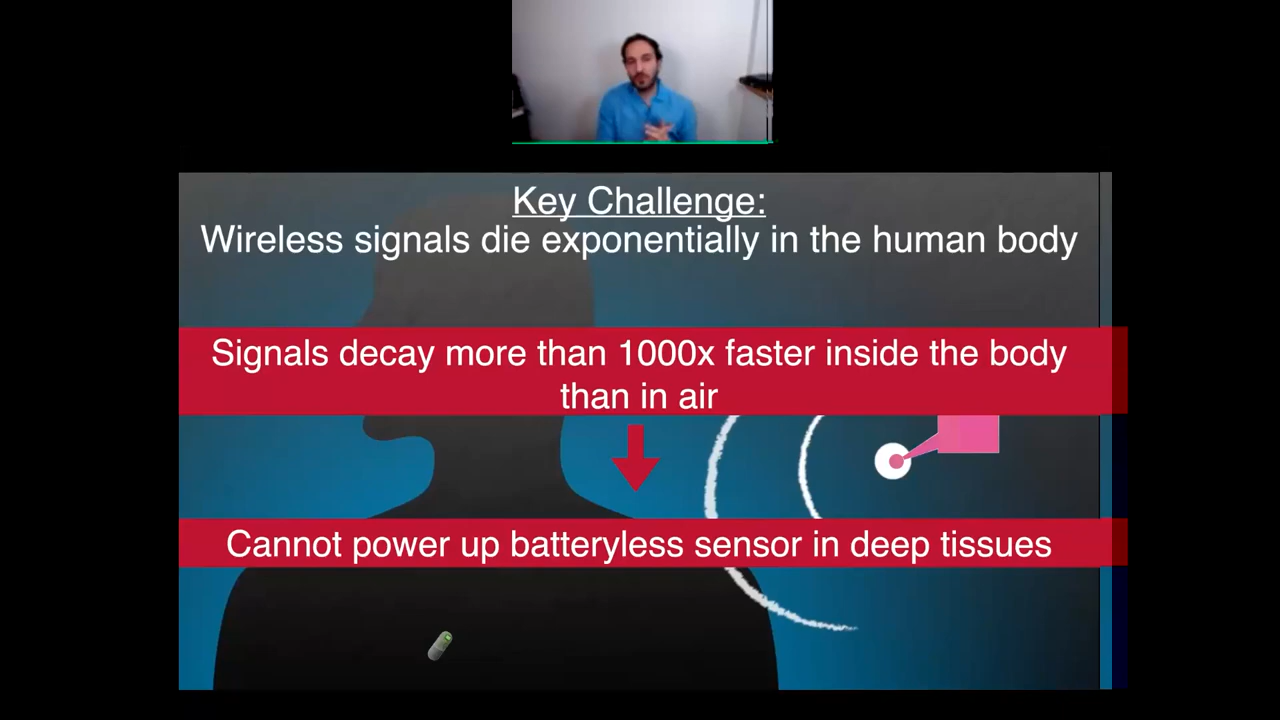 Key Challenge:
Wireless signals die exponentially in the human body
Signals decay more than 1000x faster inside the body
than in air
Cannot power up batteryless sensor in deep tissues